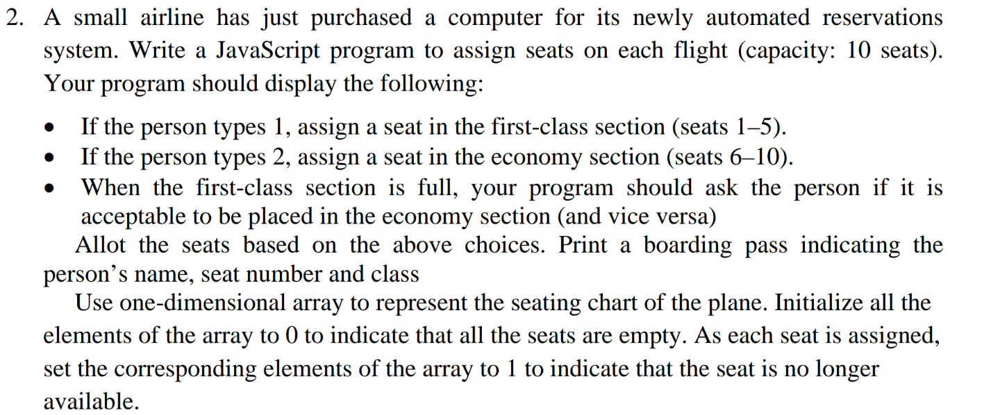 2. A small airline has just purchased a computer for its newly automated reservations
system. Write a JavaScript program to assign seats on each flight (capacity: 10 seats).
Your program should display the following:
• If the person types 1, assign a seat in the first-class section (seats 1–5).
• If the person types 2, assign a seat in the economy section (seats 6–10).
• When the first-class section is full, your program should ask the person if it is
acceptable to be placed in the economy section (and vice versa)
Allot the seats based on the above choices. Print a boarding pass indicating the
person’s name, seat number and class
Use one-dimensional array to represent the seating chart of the plane. Initialize all the
elements of the array to 0 to indicate that all the seats are empty. As each seat is assigned,
set the corresponding elements of the array to 1 to indicate that the seat is no longer
available.